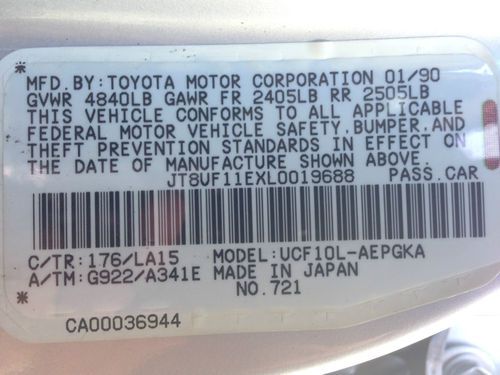 MFD.BY:TOYOTA MOTOR CORPORATION 01/90
GVWR 4840LB GAWR FR 2405LB RR 2505LB
THIS VEHICLE CONFORMS TO ALL APPLICABLE
FEDERAL MOTOR VEHICLE SAFETY,BUMPER,AND
THEFT PREVENTION STANDARDS IN EFFECT ON
THE DATE OF MANUFACTURE SHOWN ABOVE.
JT8UF11EXL0019688 PASS.CAR
C/TR:176/LA15 MODEL:UCF10L-AEPGKA
A/TM:G922/A341E MADE IN JAPAN
NO.721
CA00036944